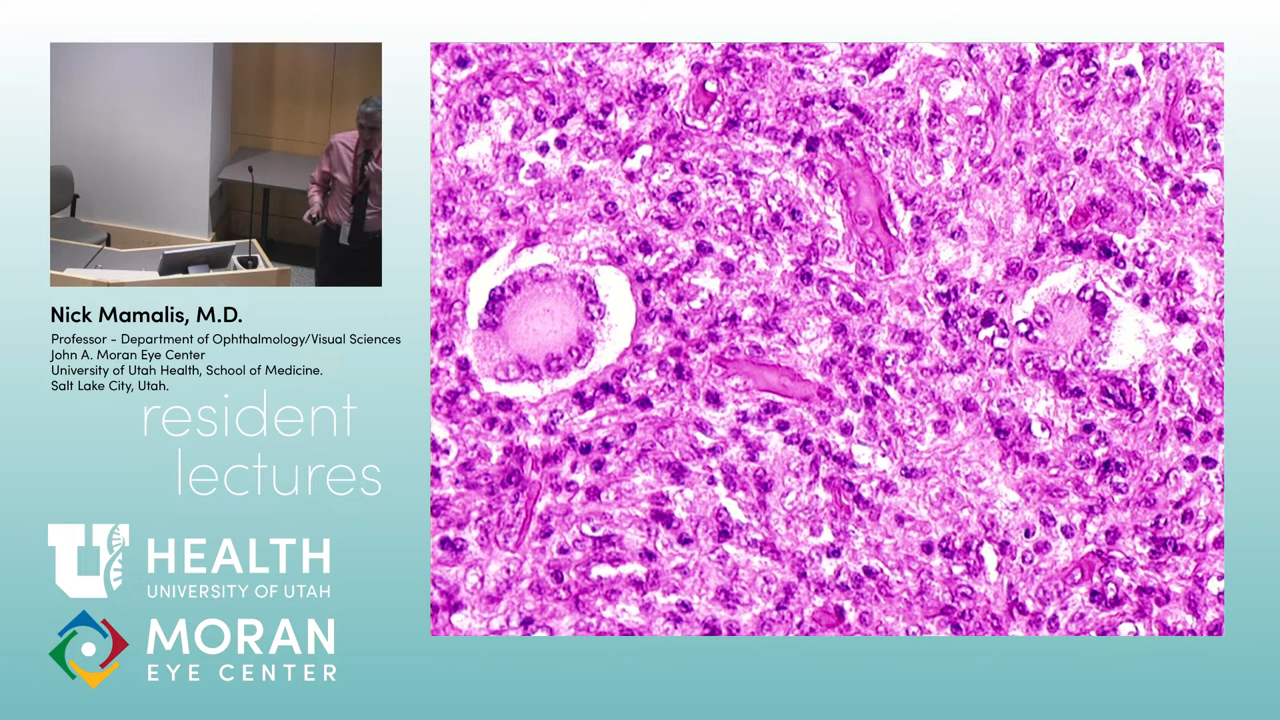 Nick Mamalis, M.D.
Professor - Department of Ophthalmology/Visual Sciences
John A. Moran Eye Center
University of Utah Health, School of Medicine.
Salt Lake City, Utah.
resident
lectures
U HEALTH
UNIVERSITY OF UTAH
MORAN
EYE CENTER